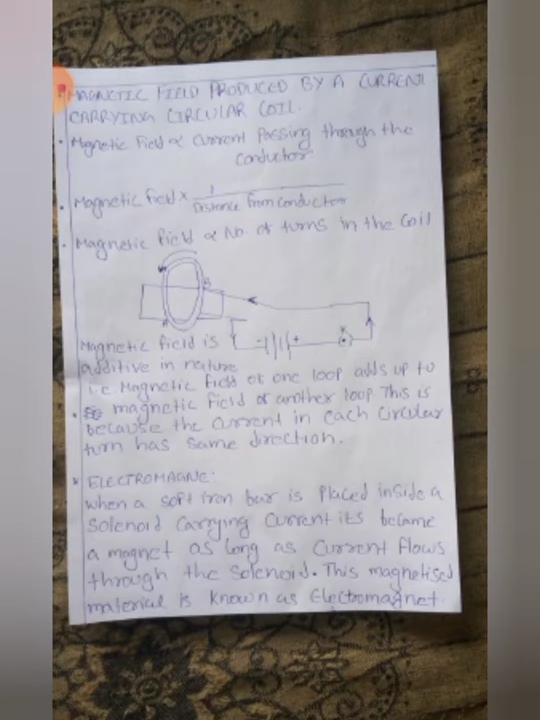 MAGNETIC FIELD PRODUCED BY A CURRENT
CARRYING CIRCULAR COIL.
• Magnetic Field ∝ Current Passing through the
conductor
• Magnetic field ∝ 1
Distance from conductor
• Magnetic field ∝ No. of turns in the Coil
- +
K
Magnetic field is
additive in nature
i.e Magnetic field of one loop adds up to
• magnetic field of another loop This is
because the current in each Circular
turn has same direction.
* ELECTROMAGNE:
When a soft iron bar is Placed inside a
Solenoid Carrying Current its became
a magnet as long as Current flows
through the Solenoid. This magnetised
material is known as Electromagnet.